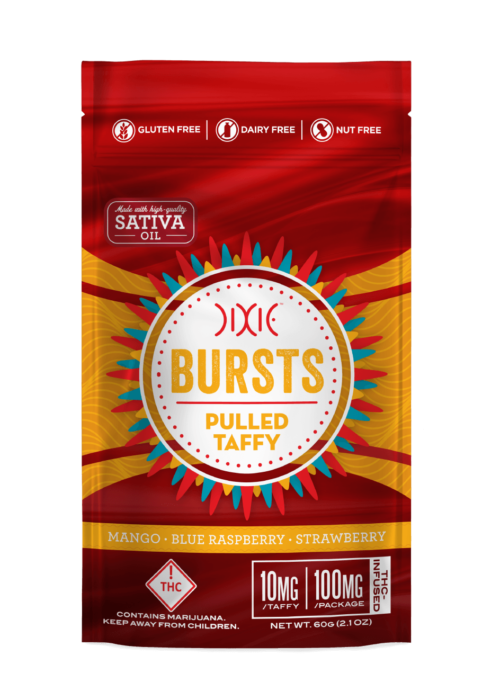 GLUTEN FREE | DAIRY FREE | NUT FREE
Made with high-quality
SATIVA
OIL
DIXIE
BURSTS
PULLED
TAFFY
MANGO · BLUE RASPBERRY · STRAWBERRY
!
THC
CONTAINS MARIJUANA.
KEEP AWAY FROM CHILDREN.
10MG
/TAFFY
100MG
/PACKAGE
THC-
INFUSED
NET WT. 60G (2.1 OZ)